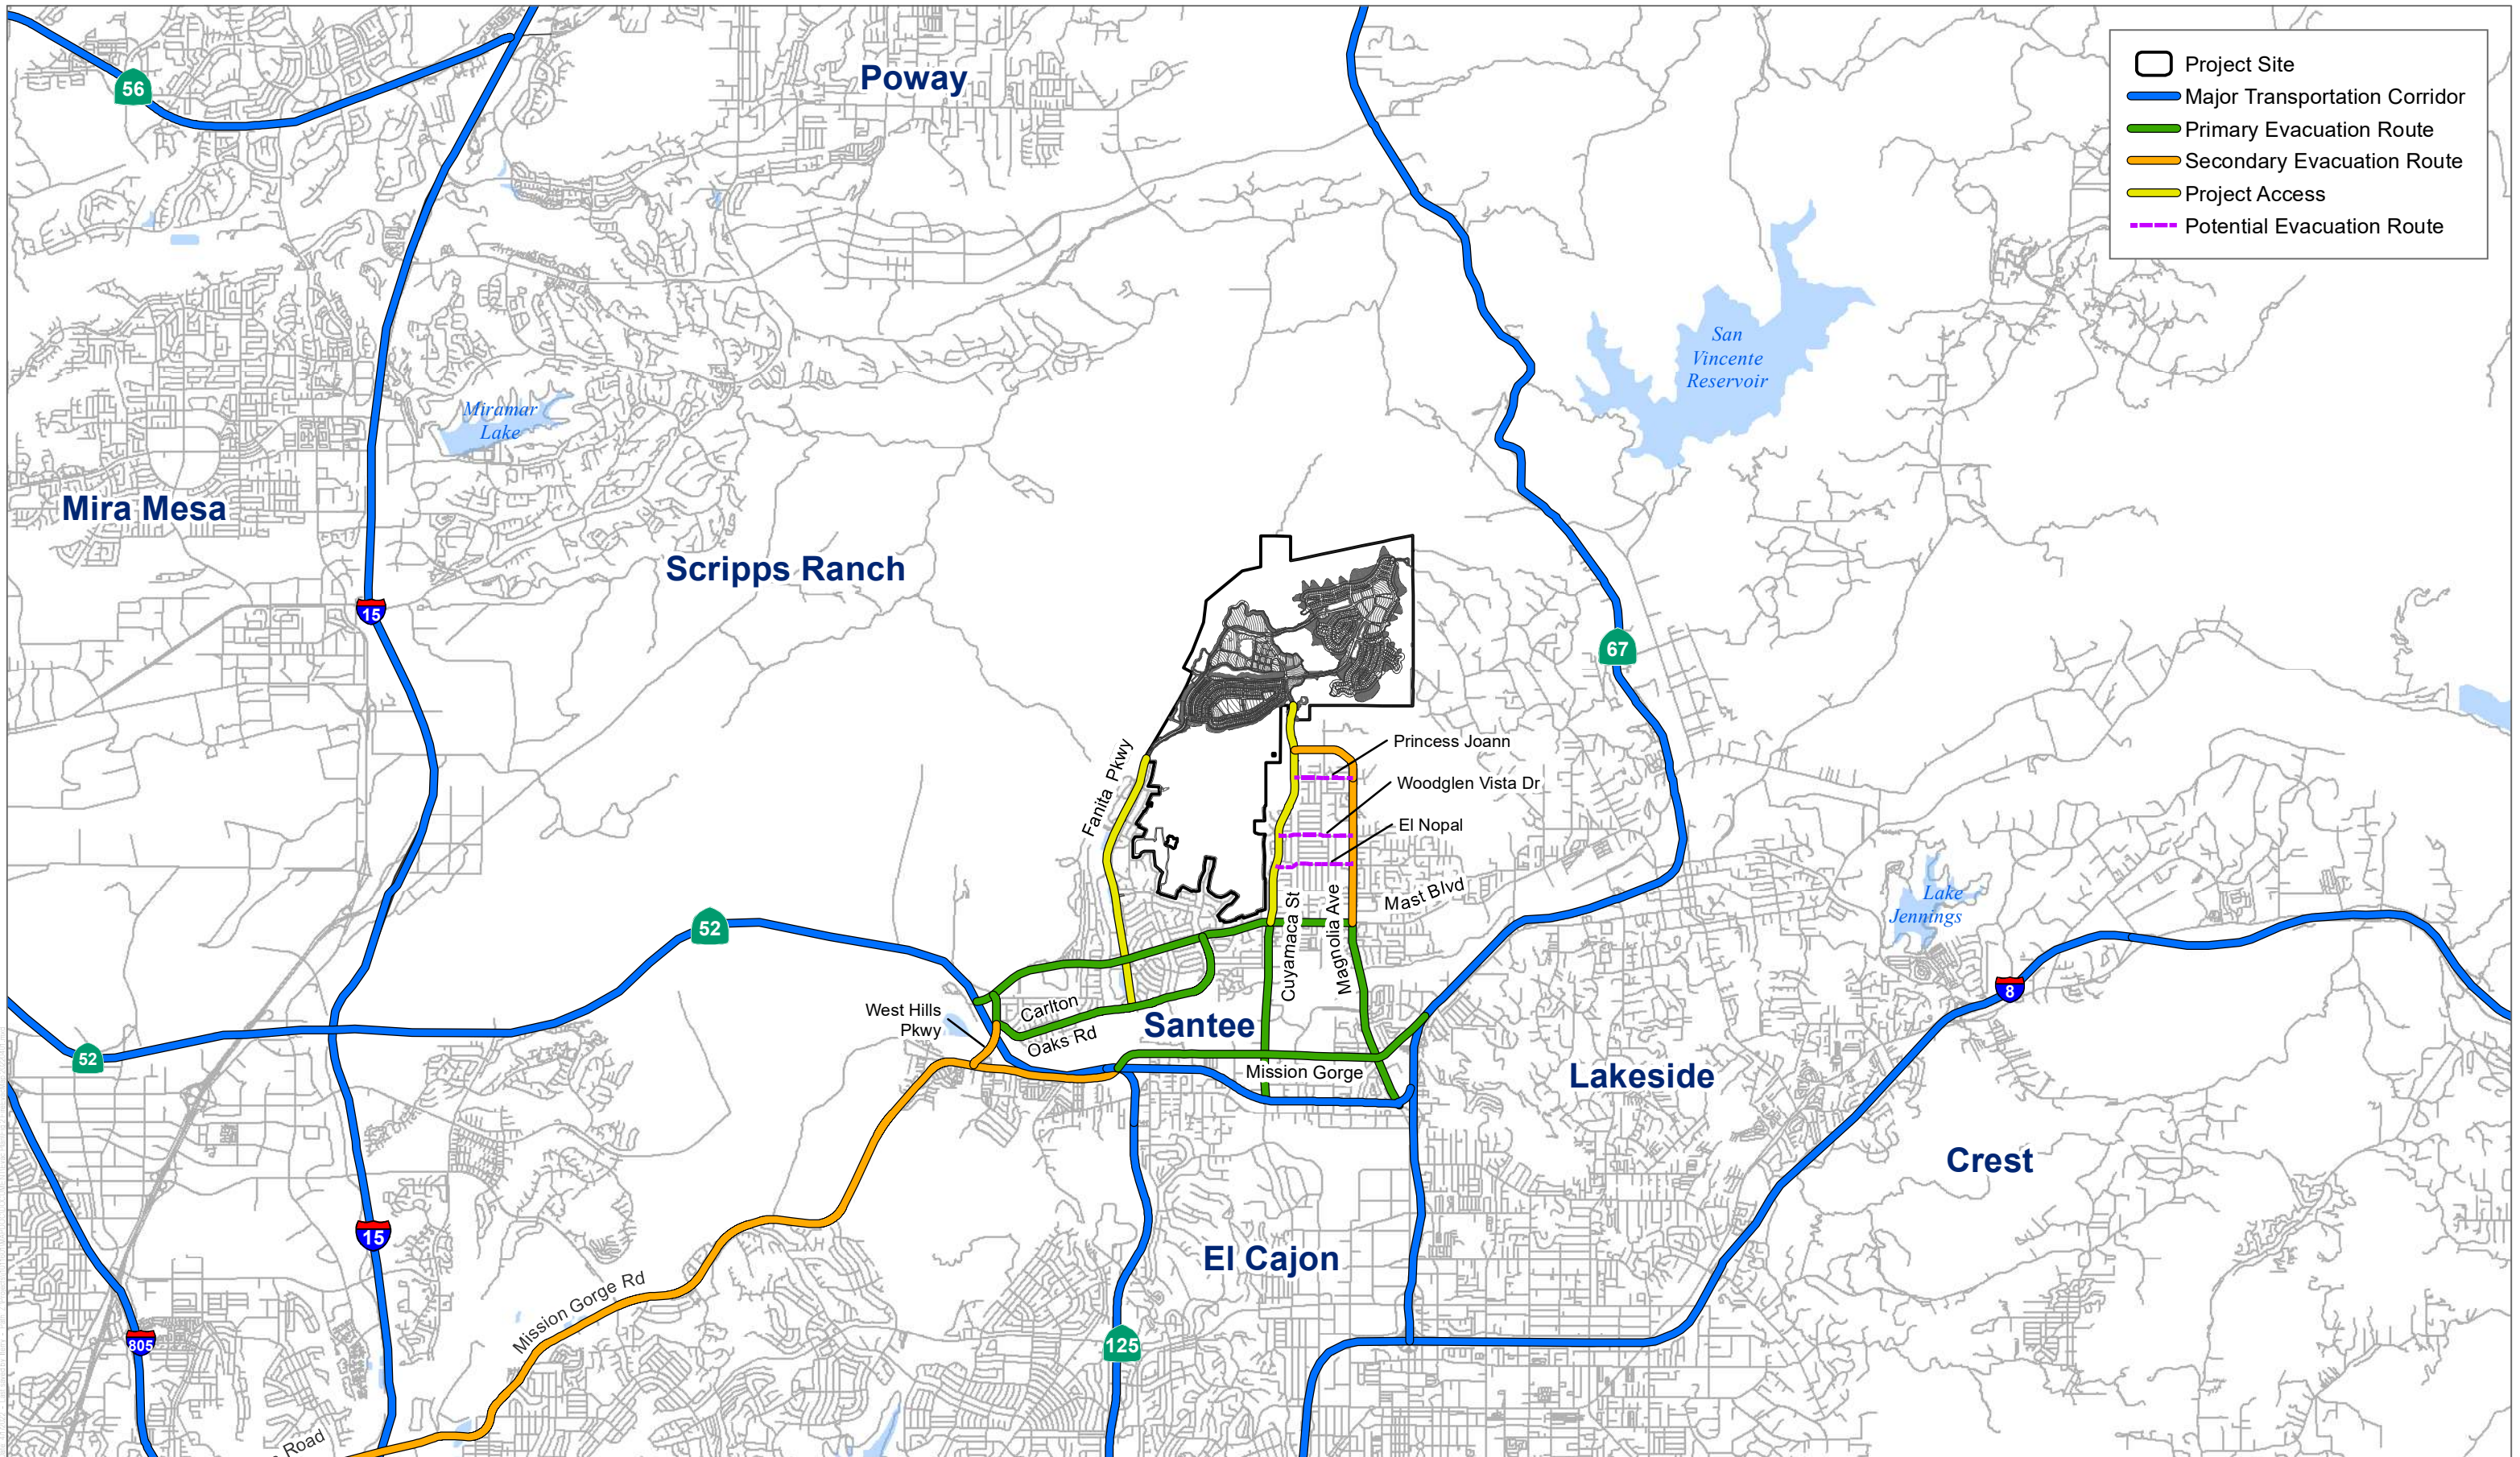 Project Site
Major Transportation Corridor
Primary Evacuation Route
Secondary Evacuation Route
Project Access
Potential Evacuation Route
56
Poway
San
Vincente
Reservoir
Miramar
Lake
Mira Mesa
Scripps Ranch
15
67
Princess Joann
Woodglen Vista Dr
El Nopal
Fanita Pkwy
Mast Blvd
Cuyamaca St
Magnolia Ave
Lake
Jennings
52
8
West Hills
Pkwy
Carlton
Oaks Rd
Santee
52
Mission Gorge
Lakeside
Crest
15
El Cajon
Mission Gorge Rd
805
125
Road